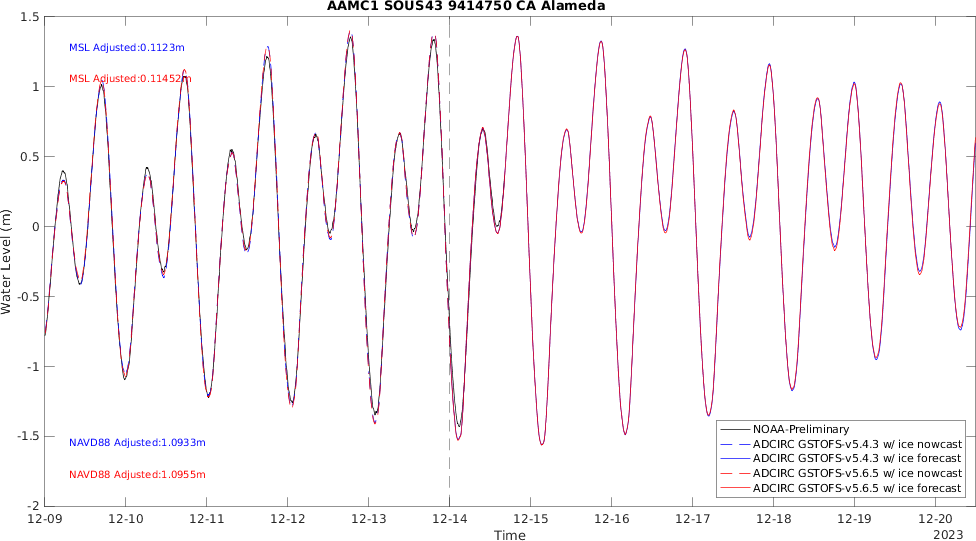 AAMC1 SOUS43 9414750 CA Alameda
1.5
1
0.5
0
-0.5
-1
-1.5
-2
Water Level (m)
MSL Adjusted:0.1123m
MSL Adjusted:0.11452m
NAVD88 Adjusted:1.0933m
NAVD88 Adjusted:1.0955m
NOAA-Preliminary
ADCIRC GSTOFS-v5.4.3 w/ ice nowcast
ADCIRC GSTOFS-v5.4.3 w/ ice forecast
ADCIRC GSTOFS-v5.6.5 w/ ice nowcast
ADCIRC GSTOFS-v5.6.5 w/ ice forecast
12-09 12-10 12-11 12-12 12-13 12-14 12-15 12-16 12-17 12-18 12-19 12-20
Time
2023